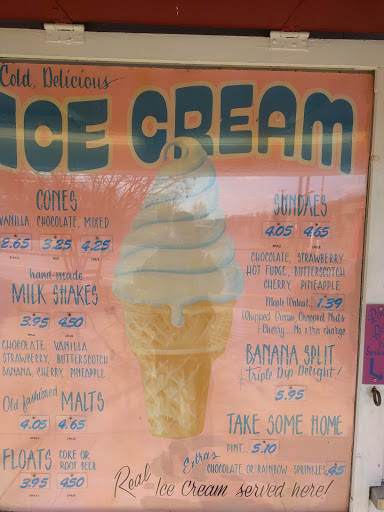 Cold, Delicious
ICE CREAM
CONES
VANILLA, CHOCOLATE, MIXED
2.65 3.25 4.25
hand-made
MILK SHAKES
3.95 4.50
CHOCOLATE, VANILLA
STRAWBERRY, BUTTERSCOTCH
BANANA, CHERRY, PINEAPPLE
Old fashioned MALTS
4.05 4.65
FLOATS COKE OR
ROOT BEER
3.95 4.50
SUNDAES
4.05 4.65
CHOCOLATE, STRAWBERRY
HOT FUDGE, BUTTERSCOTCH
CHERRY, PINEAPPLE
Maple Walnut... 1.39
Whipped Cream, Chopped Nuts
& Cherry... No extra charge
BANANA SPLIT
Triple Dip Delight!
5.95
TAKE SOME HOME
PINT... 5.10
Extras
CHOCOLATE OR RAINBOW SPRINKLES .45
Real Ice Cream served here!